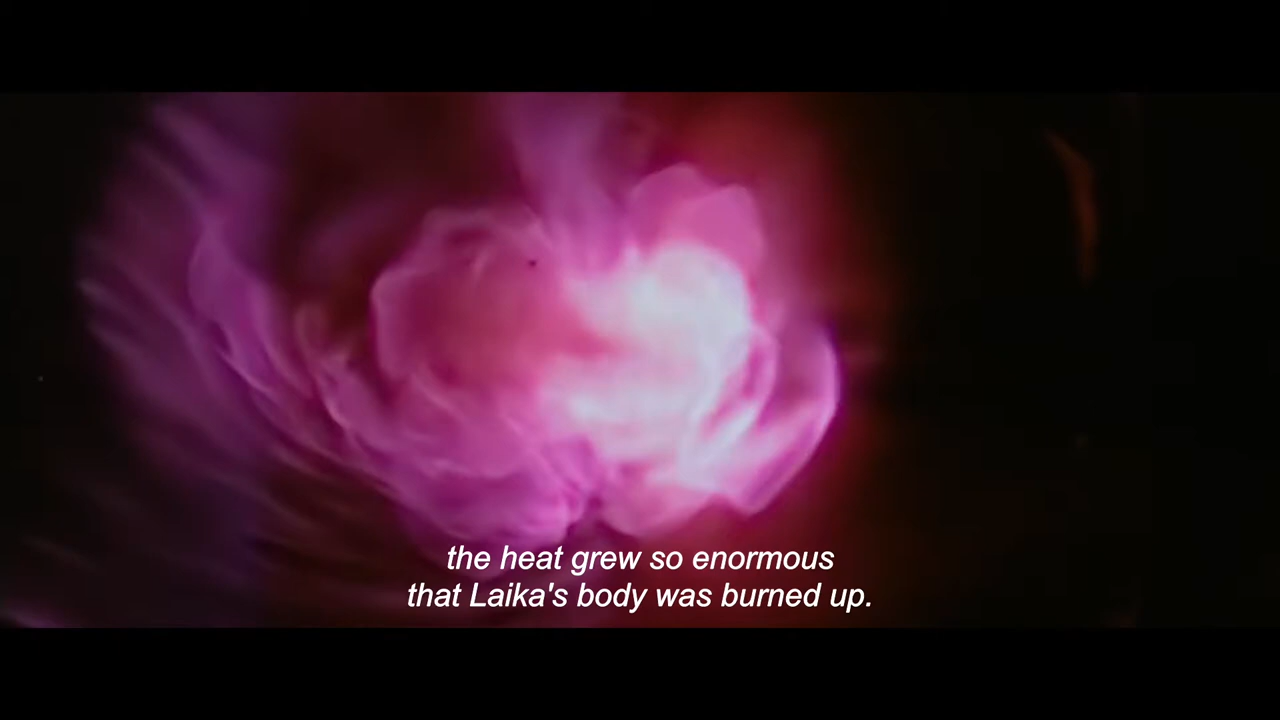 the heat grew so enormous
that Laika's body was burned up.